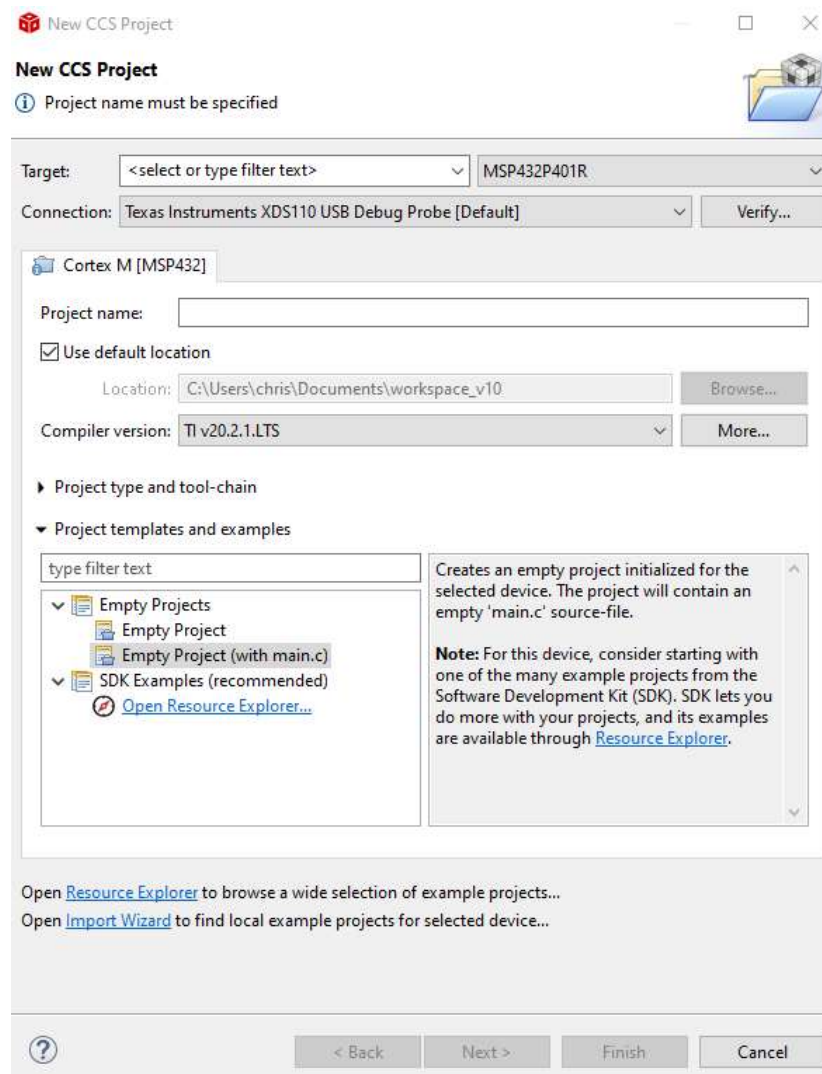 New CCS Project
New CCS Project
Project name must be specified
Target: <select or type filter text> MSP432P401R
Connection: Texas Instruments XDS110 USB Debug Probe [Default] Verify...
Cortex M [MSP432]
Project name:
Use default location
Location: C:\Users\chris\Documents\workspace_v10 Browse...
Compiler version: TI v20.2.1.LTS More...
Project type and tool-chain
Project templates and examples
type filter text
Empty Projects
Empty Project
Empty Project (with main.c)
SDK Examples (recommended)
Open Resource Explorer...
Creates an empty project initialized for the
selected device. The project will contain an
empty 'main.c' source-file.
Note: For this device, consider starting with
one of the many example projects from the
Software Development Kit (SDK). SDK lets you
do more with your projects, and its examples
are available through Resource Explorer.
Open Resource Explorer to browse a wide selection of example projects...
Open Import Wizard to find local example projects for selected device...
? < Back Next > Finish Cancel